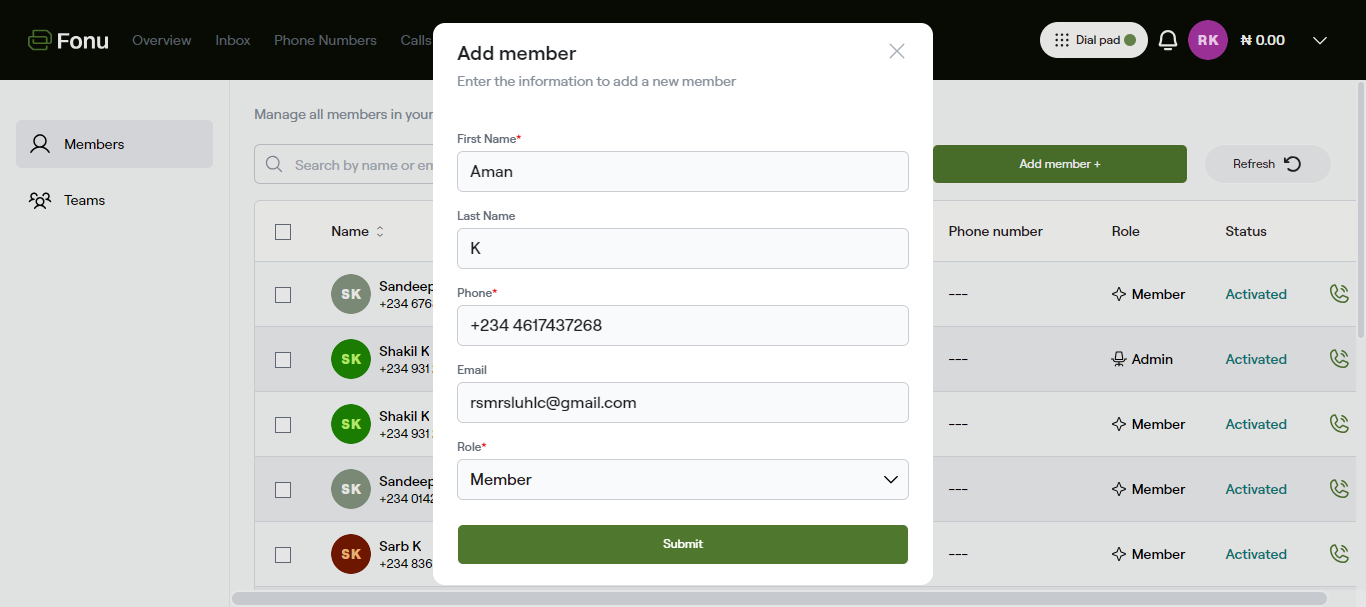 Fonu
Overview
Inbox
Phone Numbers
Calls
Dial pad
RK
₦ 0.00
Members
Teams
Manage all members in your
Search by name or em
Add member +
Refresh
Name
Phone number
Role
Status
SK
Sandeep
+234 676
---
Member
Activated
SK
Shakil K
+234 931
---
Admin
Activated
SK
Shakil K
+234 931
---
Member
Activated
SK
Sandeep
+234 0142
---
Member
Activated
SK
Sarb K
+234 836
---
Member
Activated
Add member
Enter the information to add a new member
First Name*
Aman
Last Name
K
Phone*
+234 4617437268
Email
rsmrsluhlc@gmail.com
Role*
Member
Submit